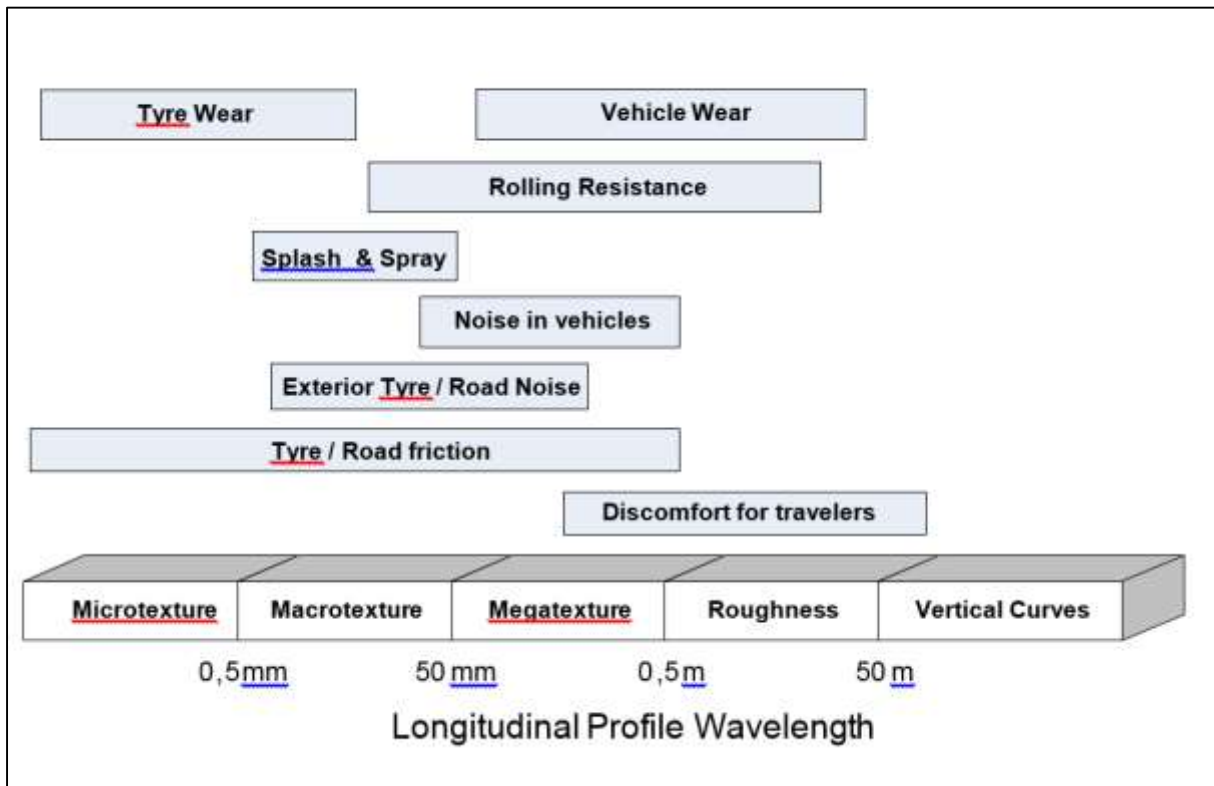 Tyre Wear
Vehicle Wear
Rolling Resistance
Splash & Spray
Noise in vehicles
Exterior Tyre / Road Noise
Tyre / Road friction
Discomfort for travelers
Microtexture Macrotexture Megatexture Roughness Vertical Curves
0,5mm 50 mm 0,5 m 50 m
Longitudinal Profile Wavelength